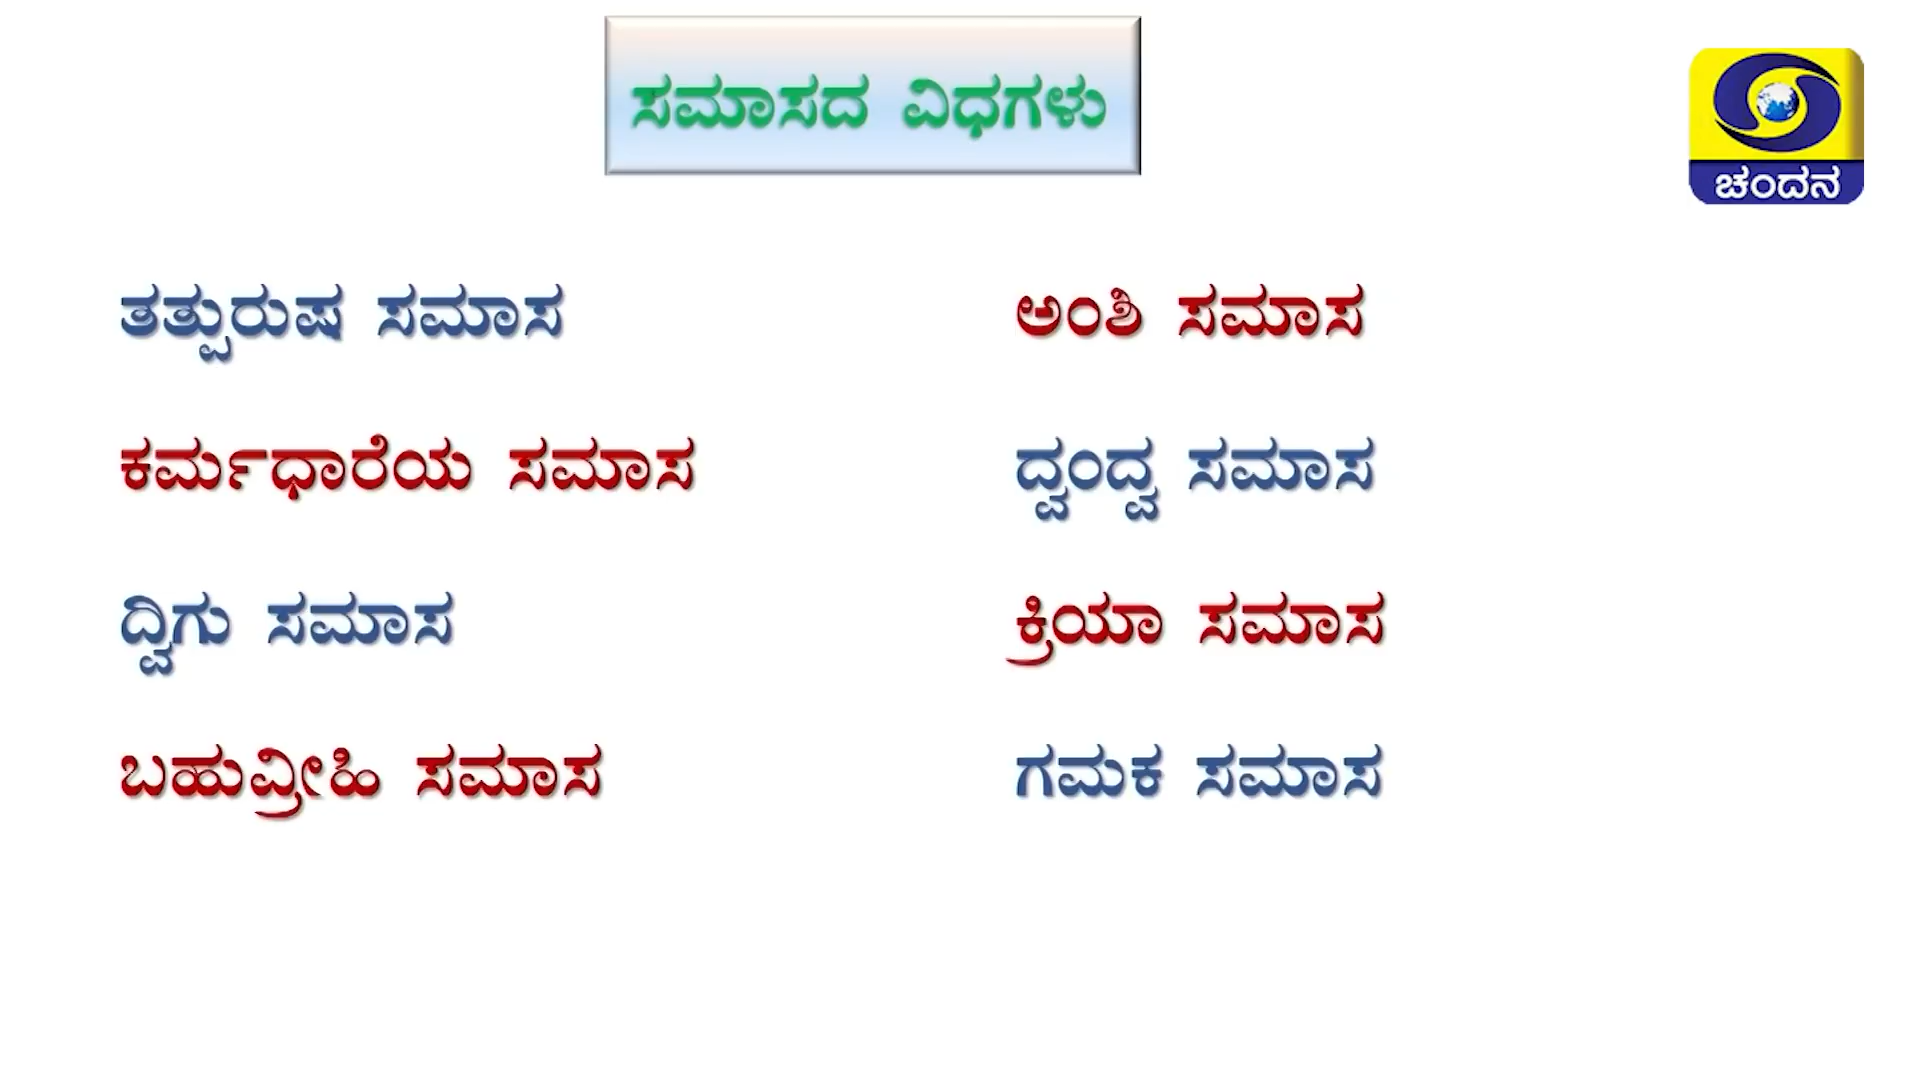 ಸಮಾಸದ ವಿಧಗಳು
ಚಂದನ
ತತ್ಪುರುಷ ಸಮಾಸ
ಅಂಶಿ ಸಮಾಸ
ಕರ್ಮಧಾರೆಯ ಸಮಾಸ
ದ್ವಂದ್ವ ಸಮಾಸ
ದ್ವಿಗು ಸಮಾಸ
ಕ್ರಿಯಾ ಸಮಾಸ
ಬಹುವ್ರೀಹಿ ಸಮಾಸ
ಗಮಕ ಸಮಾಸ